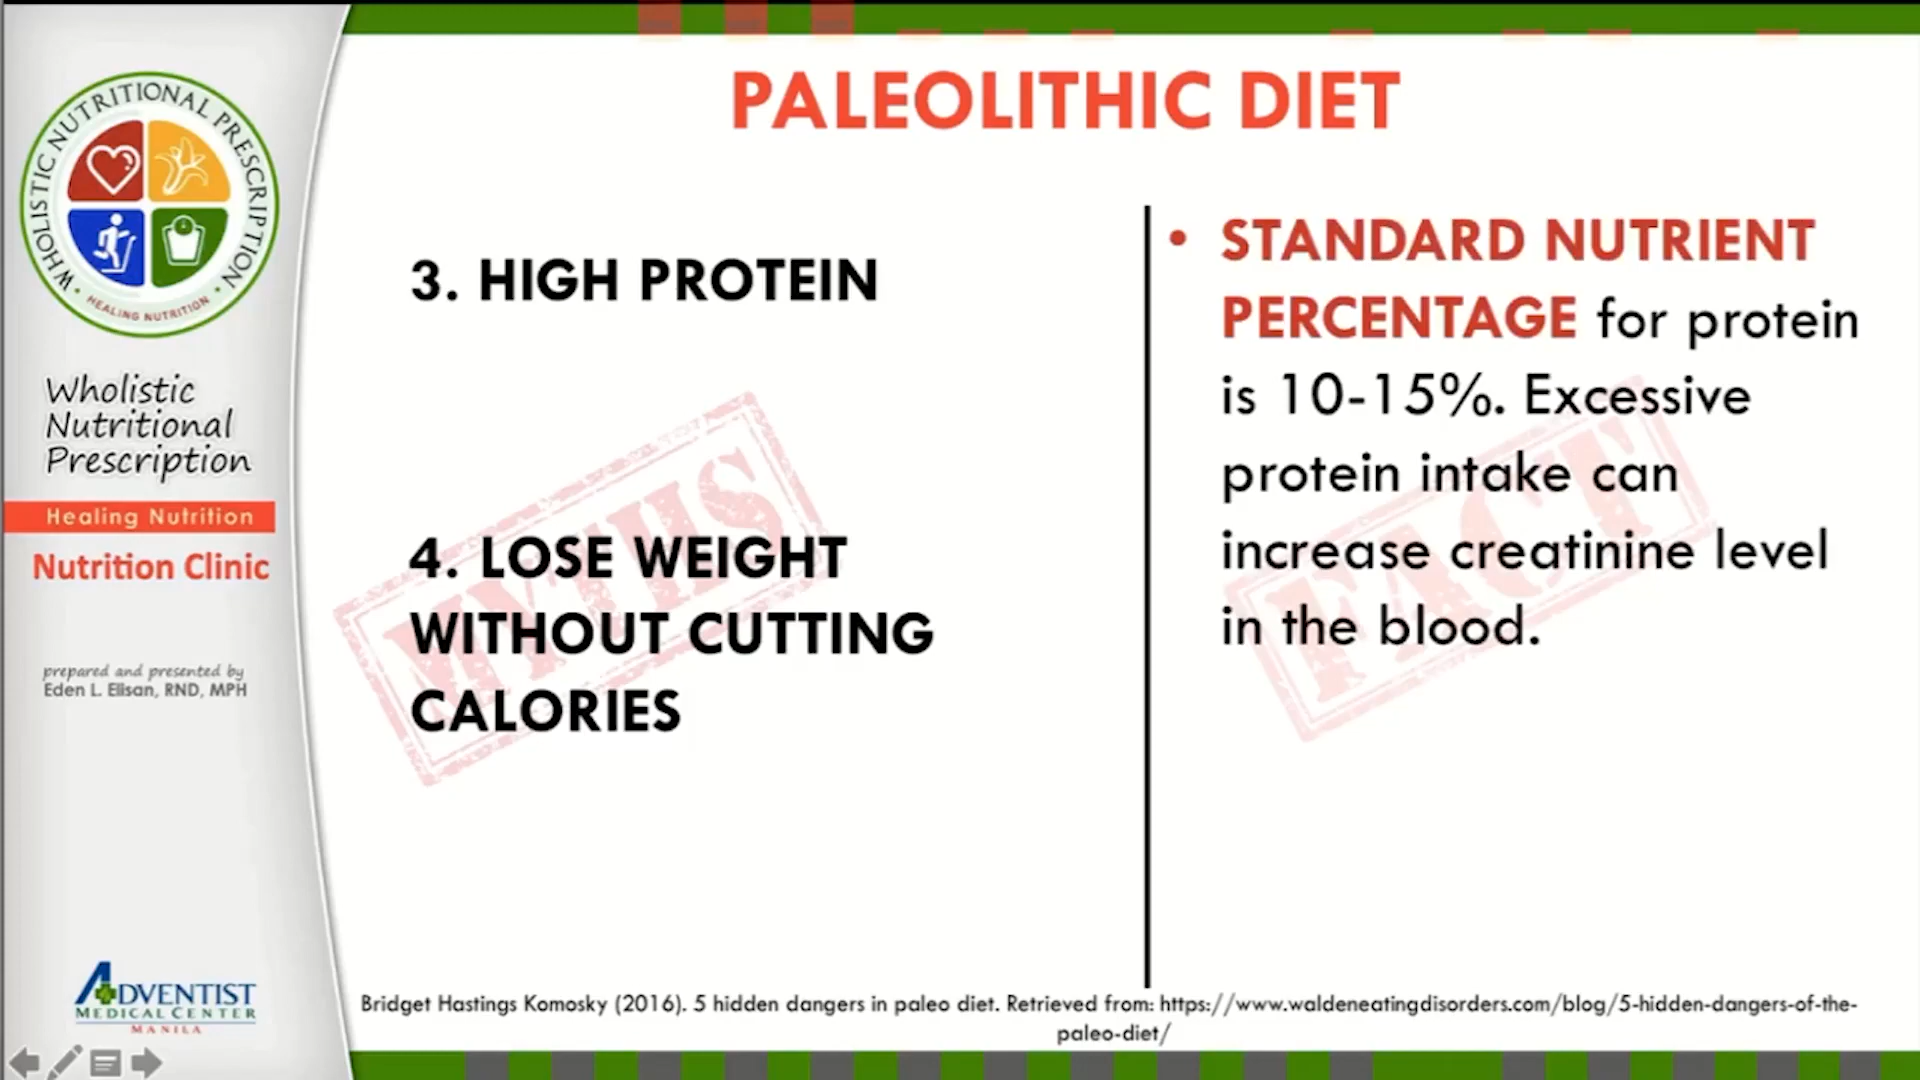 PALEOLITHIC DIET
WHOLISTIC NUTRITIONAL PRESCRIPTION
HEALING NUTRITION
Wholistic
Nutritional
Prescription
Healing Nutrition
Nutrition Clinic
prepared and presented by
Eden L. Elisan, RND, MPH
ADVENTIST
MEDICAL CENTER
MANILA
3. HIGH PROTEIN
4. LOSE WEIGHT
WITHOUT CUTTING
CALORIES
MYTHS
• STANDARD NUTRIENT
PERCENTAGE for protein
is 10-15%. Excessive
protein intake can
increase creatinine level
in the blood.
FACT
Bridget Hastings Komosky (2016). 5 hidden dangers in paleo diet. Retrieved from: https://www.waldeneatingdisorders.com/blog/5-hidden-dangers-of-the-
paleo-diet/